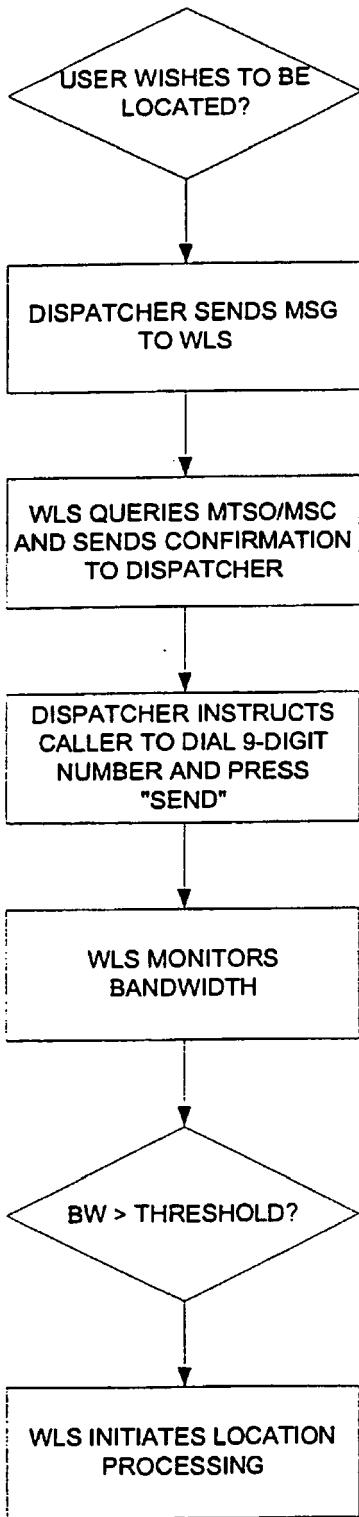 USER WISHES TO BE
LOCATED?
DISPATCHER SENDS MSG
TO WLS
WLS QUERIES MTSO/MSC
AND SENDS CONFIRMATION
TO DISPATCHER
DISPATCHER INSTRUCTS
CALLER TO DIAL 9-DIGIT
NUMBER AND PRESS
"SEND"
WLS MONITORS
BANDWIDTH
BW > THRESHOLD?
WLS INITIATES LOCATION
PROCESSING